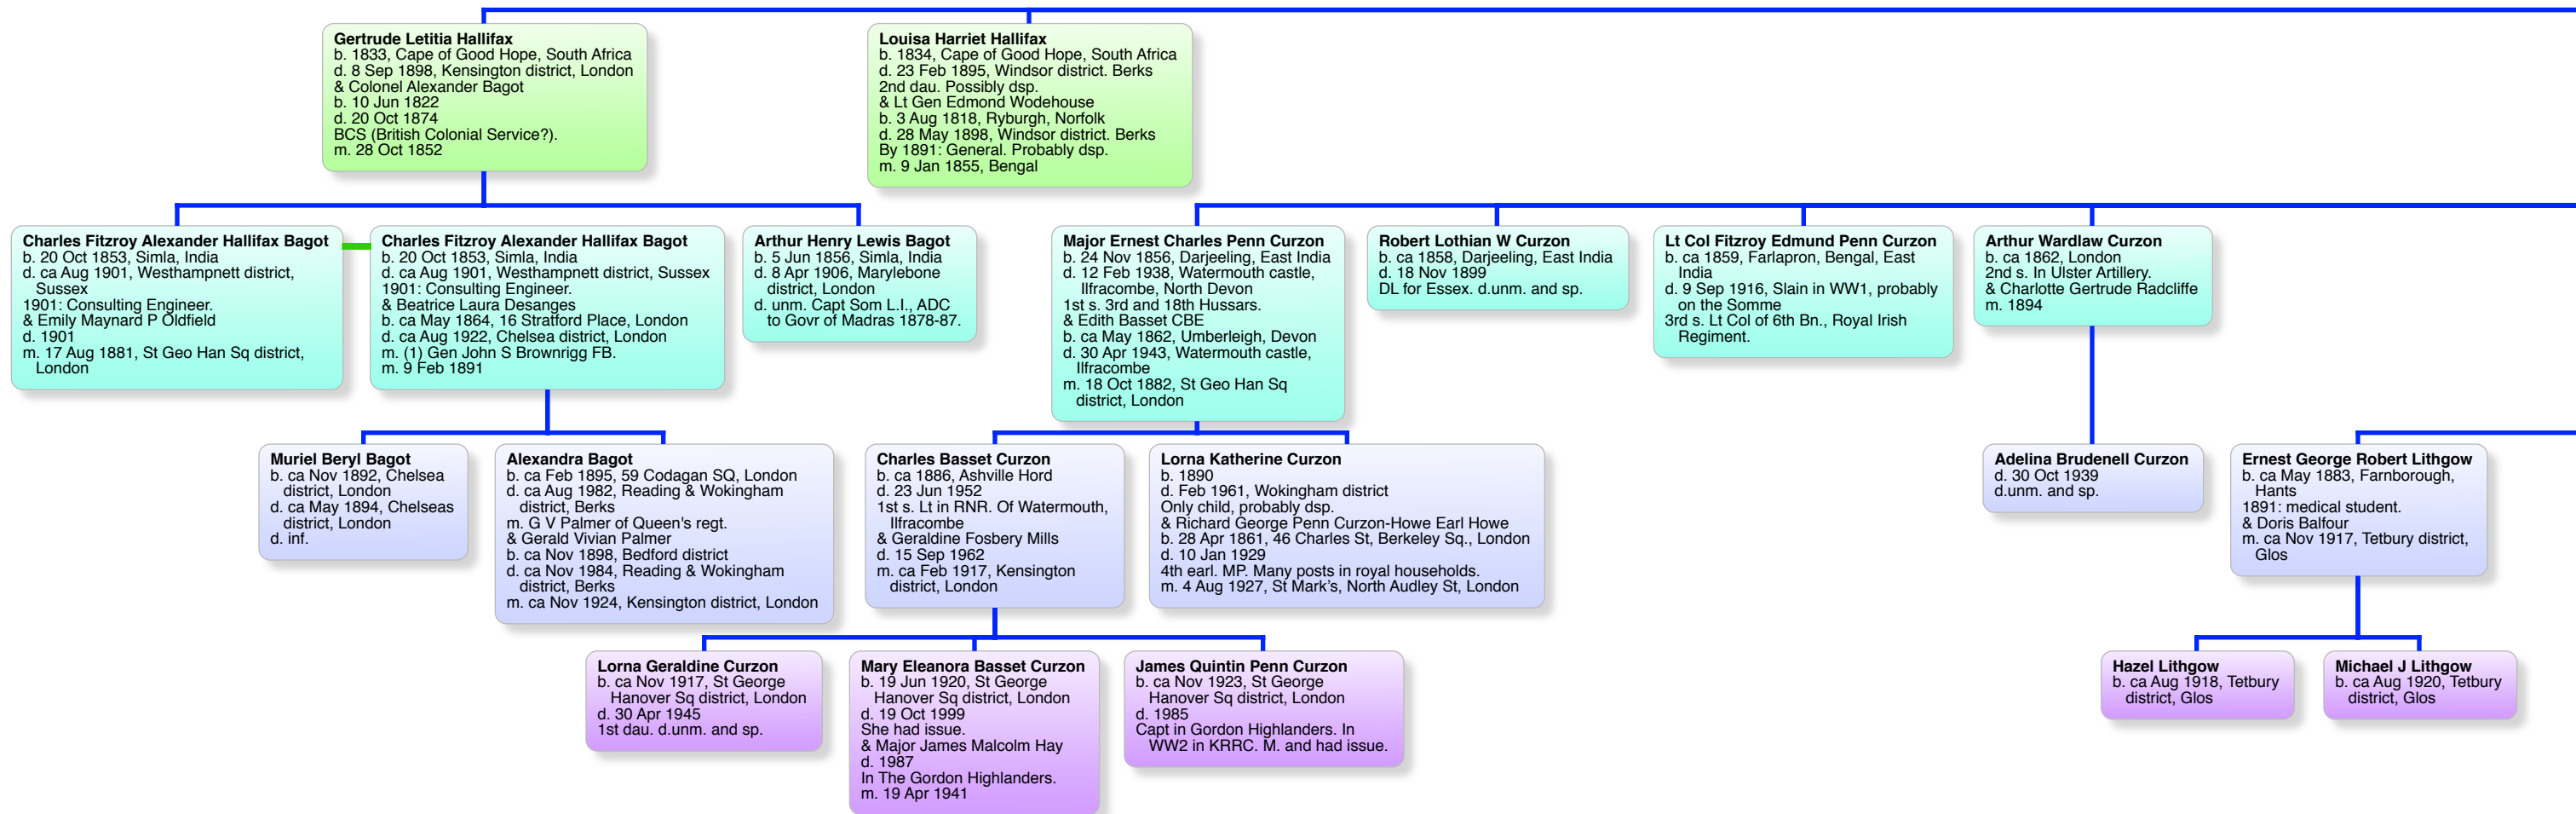 Gertrude Letitia Hallifax
b. 1833, Cape of Good Hope, South Africa
d. 8 Sep 1898, Kensington district, London
& Colonel Alexander Bagot
b. 10 Jun 1822
d. 20 Oct 1874
BCS (British Colonial Service?).
m. 28 Oct 1852
Louisa Harriet Hallifax
b. 1834, Cape of Good Hope, South Africa
d. 23 Feb 1895, Windsor district. Berks
2nd dau. Possibly dsp.
& Lt Gen Edmond Wodehouse
b. 3 Aug 1818, Ryburgh, Norfolk
d. 28 May 1898, Windsor district. Berks
By 1891: General. Probably dsp.
m. 9 Jan 1855, Bengal
Charles Fitzroy Alexander Hallifax Bagot
b. 20 Oct 1853, Simla, India
d. ca Aug 1901, Westhampnett district,
Sussex
1901: Consulting Engineer.
& Emily Maynard P Oldfield
d. 1901
m. 17 Aug 1881, St Geo Han Sq district,
London
Charles Fitzroy Alexander Hallifax Bagot
b. 20 Oct 1853, Simla, India
d. ca Aug 1901, Westhampnett district, Sussex
1901: Consulting Engineer.
& Beatrice Laura Desanges
b. ca May 1864, 16 Stratford Place, London
d. ca Aug 1922, Chelsea district, London
m. (1) Gen John S Brownrigg FB.
m. 9 Feb 1891
Arthur Henry Lewis Bagot
b. 5 Jun 1856, Simla, India
d. 8 Apr 1906, Marylebone
district, London
d. unm. Capt Som L.I., ADC
to Govr of Madras 1878-87.
Major Ernest Charles Penn Curzon
b. 24 Nov 1856, Darjeeling, East India
d. 12 Feb 1938, Watermouth castle,
Ilfracombe, North Devon
1st s. 3rd and 18th Hussars.
& Edith Basset CBE
b. ca May 1862, Umberleigh, Devon
d. 30 Apr 1943, Watermouth castle,
Ilfracombe
m. 18 Oct 1882, St Geo Han Sq
district, London
Robert Lothian W Curzon
b. ca 1858, Darjeeling, East India
d. 18 Nov 1899
DL for Essex. d.unm. and sp.
Lt Col Fitzroy Edmund Penn Curzon
b. ca 1859, Farlapron, Bengal, East
India
d. 9 Sep 1916, Slain in WW1, probably
on the Somme
3rd s. Lt Col of 6th Bn., Royal Irish
Regiment.
Arthur Wardlaw Curzon
b. ca 1862, London
2nd s. In Ulster Artillery.
& Charlotte Gertrude Radcliffe
m. 1894
Muriel Beryl Bagot
b. ca Nov 1892, Chelsea
district, London
d. ca May 1894, Chelseas
district, London
d. inf.
Alexandra Bagot
b. ca Feb 1895, 59 Codagan SQ, London
d. ca Aug 1982, Reading & Wokingham
district, Berks
m. G V Palmer of Queen's regt.
& Gerald Vivian Palmer
b. ca Nov 1898, Bedford district
d. ca Nov 1984, Reading & Wokingham
district, Berks
m. ca Nov 1924, Kensington district, London
Charles Basset Curzon
b. ca 1886, Ashville Hord
d. 23 Jun 1952
1st s. Lt in RNR. Of Watermouth,
Ilfracombe
& Geraldine Fosbery Mills
d. 15 Sep 1962
m. ca Feb 1917, Kensington
district, London
Lorna Katherine Curzon
b. 1890
d. Feb 1961, Wokingham district
Only child, probably dsp.
& Richard George Penn Curzon-Howe Earl Howe
b. 28 Apr 1861, 46 Charles St, Berkeley Sq., London
d. 10 Jan 1929
4th earl. MP. Many posts in royal households.
m. 4 Aug 1927, St Mark's, North Audley St, London
Adelina Brudenell Curzon
d. 30 Oct 1939
d.unm. and sp.
Ernest George Robert Lithgow
b. ca May 1883, Farnborough,
Hants
1891: medical student.
& Doris Balfour
m. ca Nov 1917, Tetbury district,
Glos
Lorna Geraldine Curzon
b. ca Nov 1917, St George
Hanover Sq district, London
d. 30 Apr 1945
1st dau. d.unm. and sp.
Mary Eleanora Basset Curzon
b. 19 Jun 1920, St George
Hanover Sq district, London
d. 19 Oct 1999
She had issue.
& Major James Malcolm Hay
d. 1987
In The Gordon Highlanders.
m. 19 Apr 1941
James Quintin Penn Curzon
b. ca Nov 1923, St George
Hanover Sq district, London
d. 1985
Capt in Gordon Highlanders. In
WW2 in KRRC. M. and had issue.
Hazel Lithgow
b. ca Aug 1918, Tetbury
district, Glos
Michael J Lithgow
b. ca Aug 1920, Tetbury
district, Glos